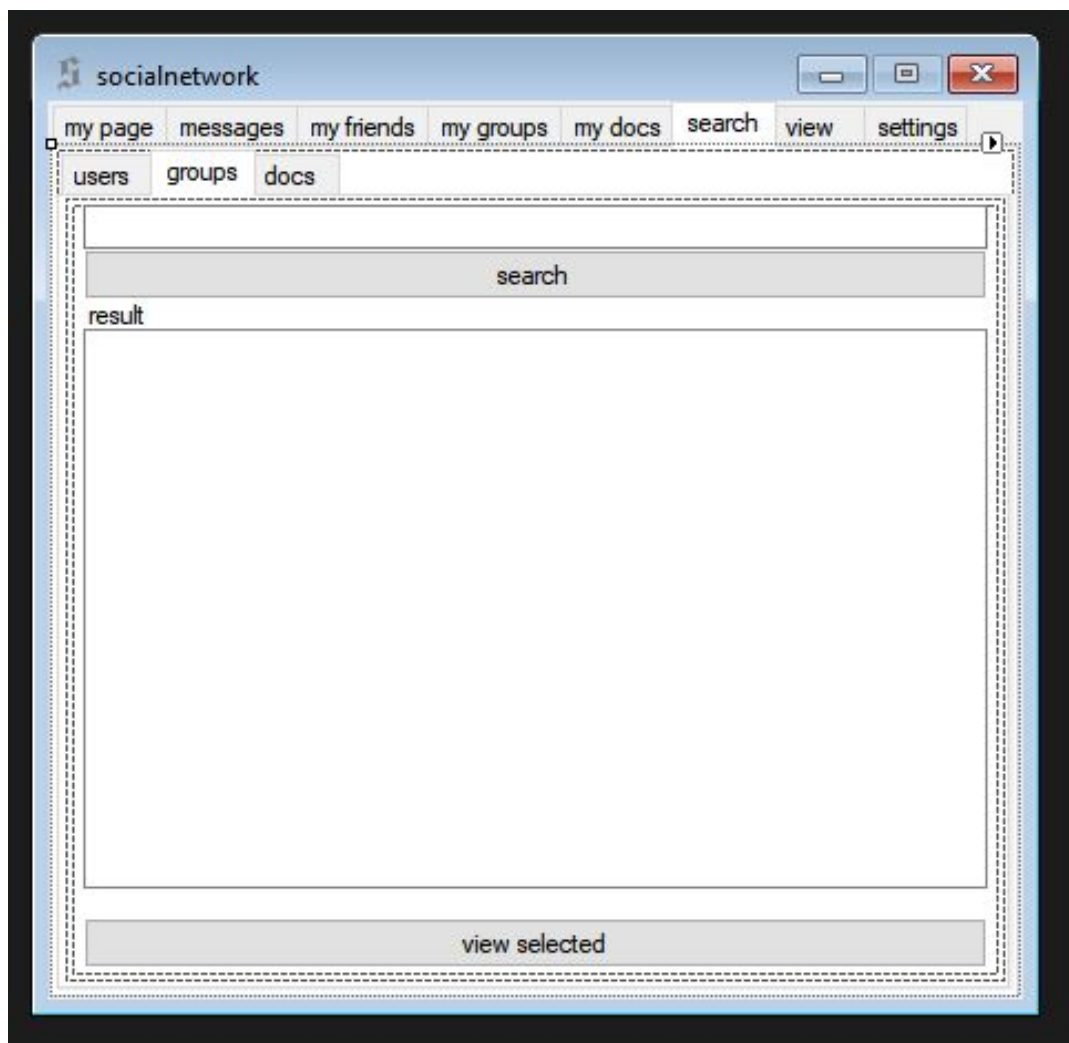 socialnetwork
my page messages my friends my groups my docs search view settings
users groups docs
search
result
view selected